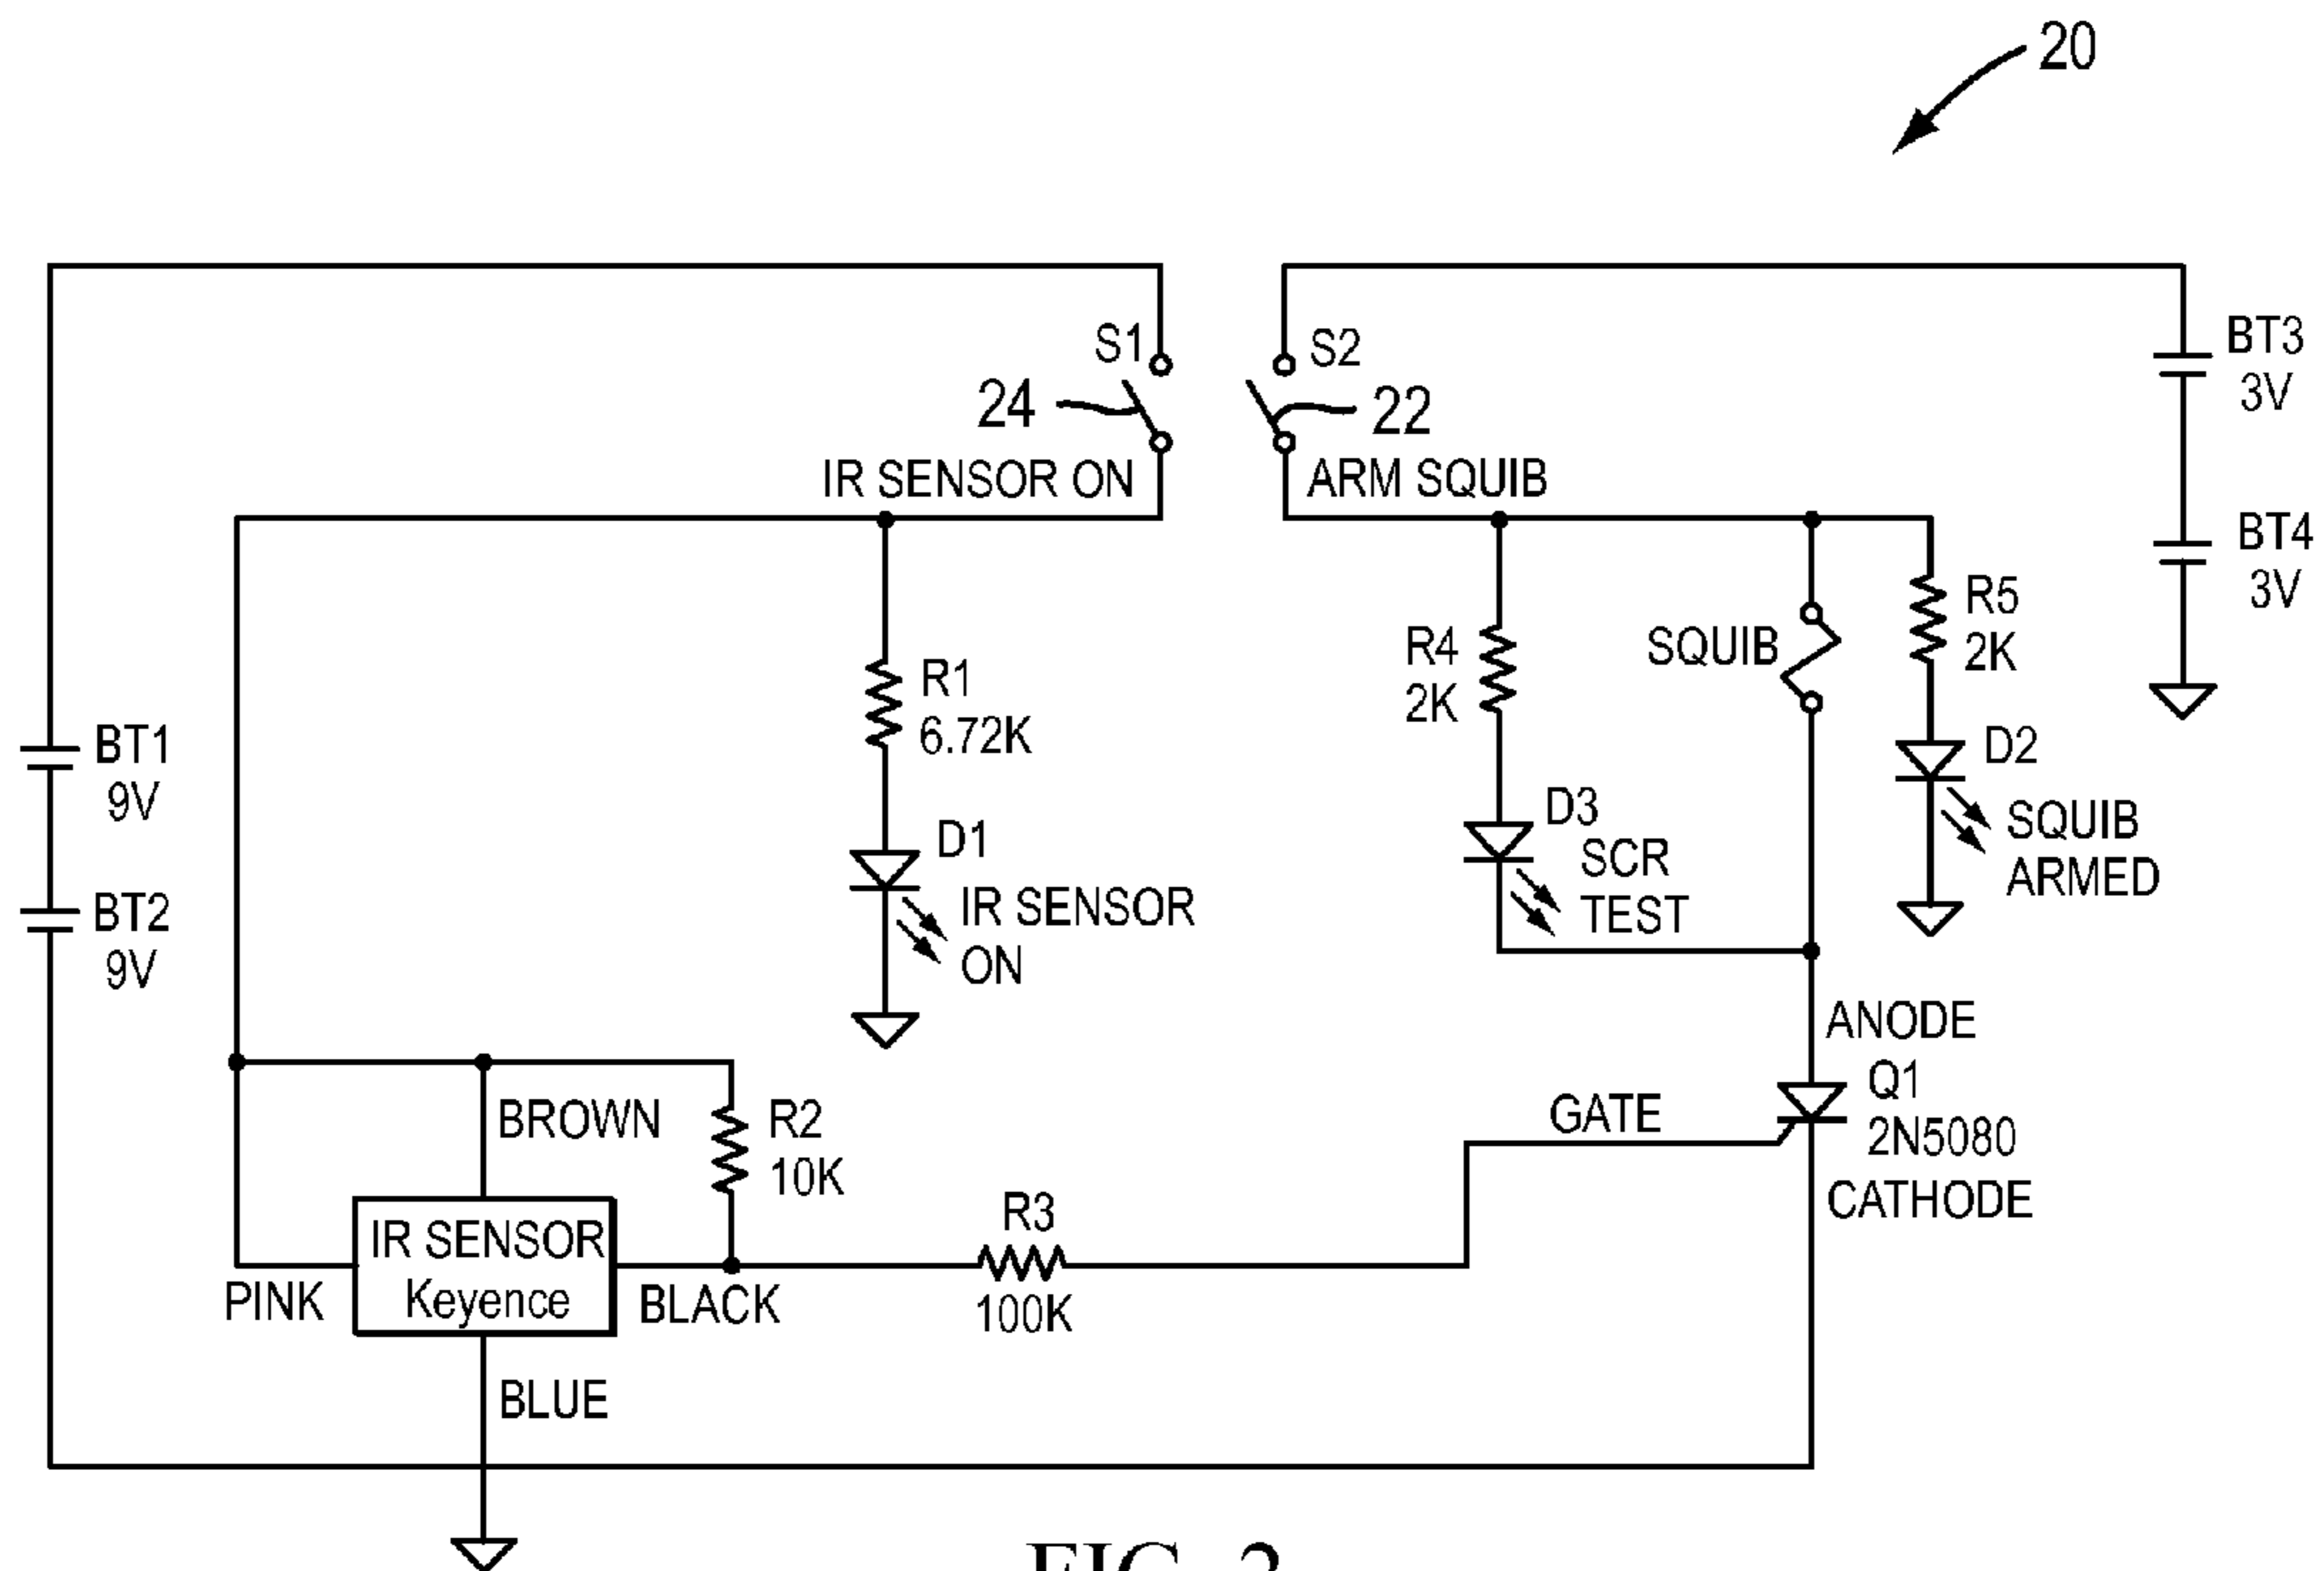 20
S1
S2
BT3
3V
24
22
IR SENSOR ON
ARM SQUIB
BT4
3V
R5
2K
R4
2K
SQUIB
R1
6.72K
BT1
9V
D2
SQUIB
ARMED
D3
SCR
TEST
D1
IR SENSOR
ON
BT2
9V
ANODE
Q1
2N5080
CATHODE
GATE
BROWN
R2
10K
R3
100K
IR SENSOR
Keyence
PINK
BLACK
BLUE
FIG. 2